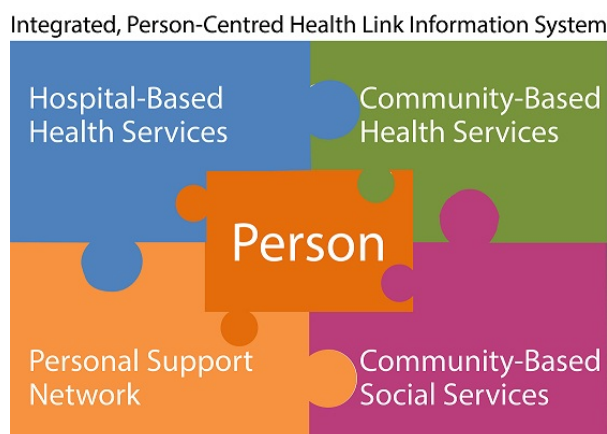 Integrated, Person-Centred Health Link Information System
Hospital-Based
Health Services
Community-Based
Health Services
Person
Personal Support
Network
Community-Based
Social Services